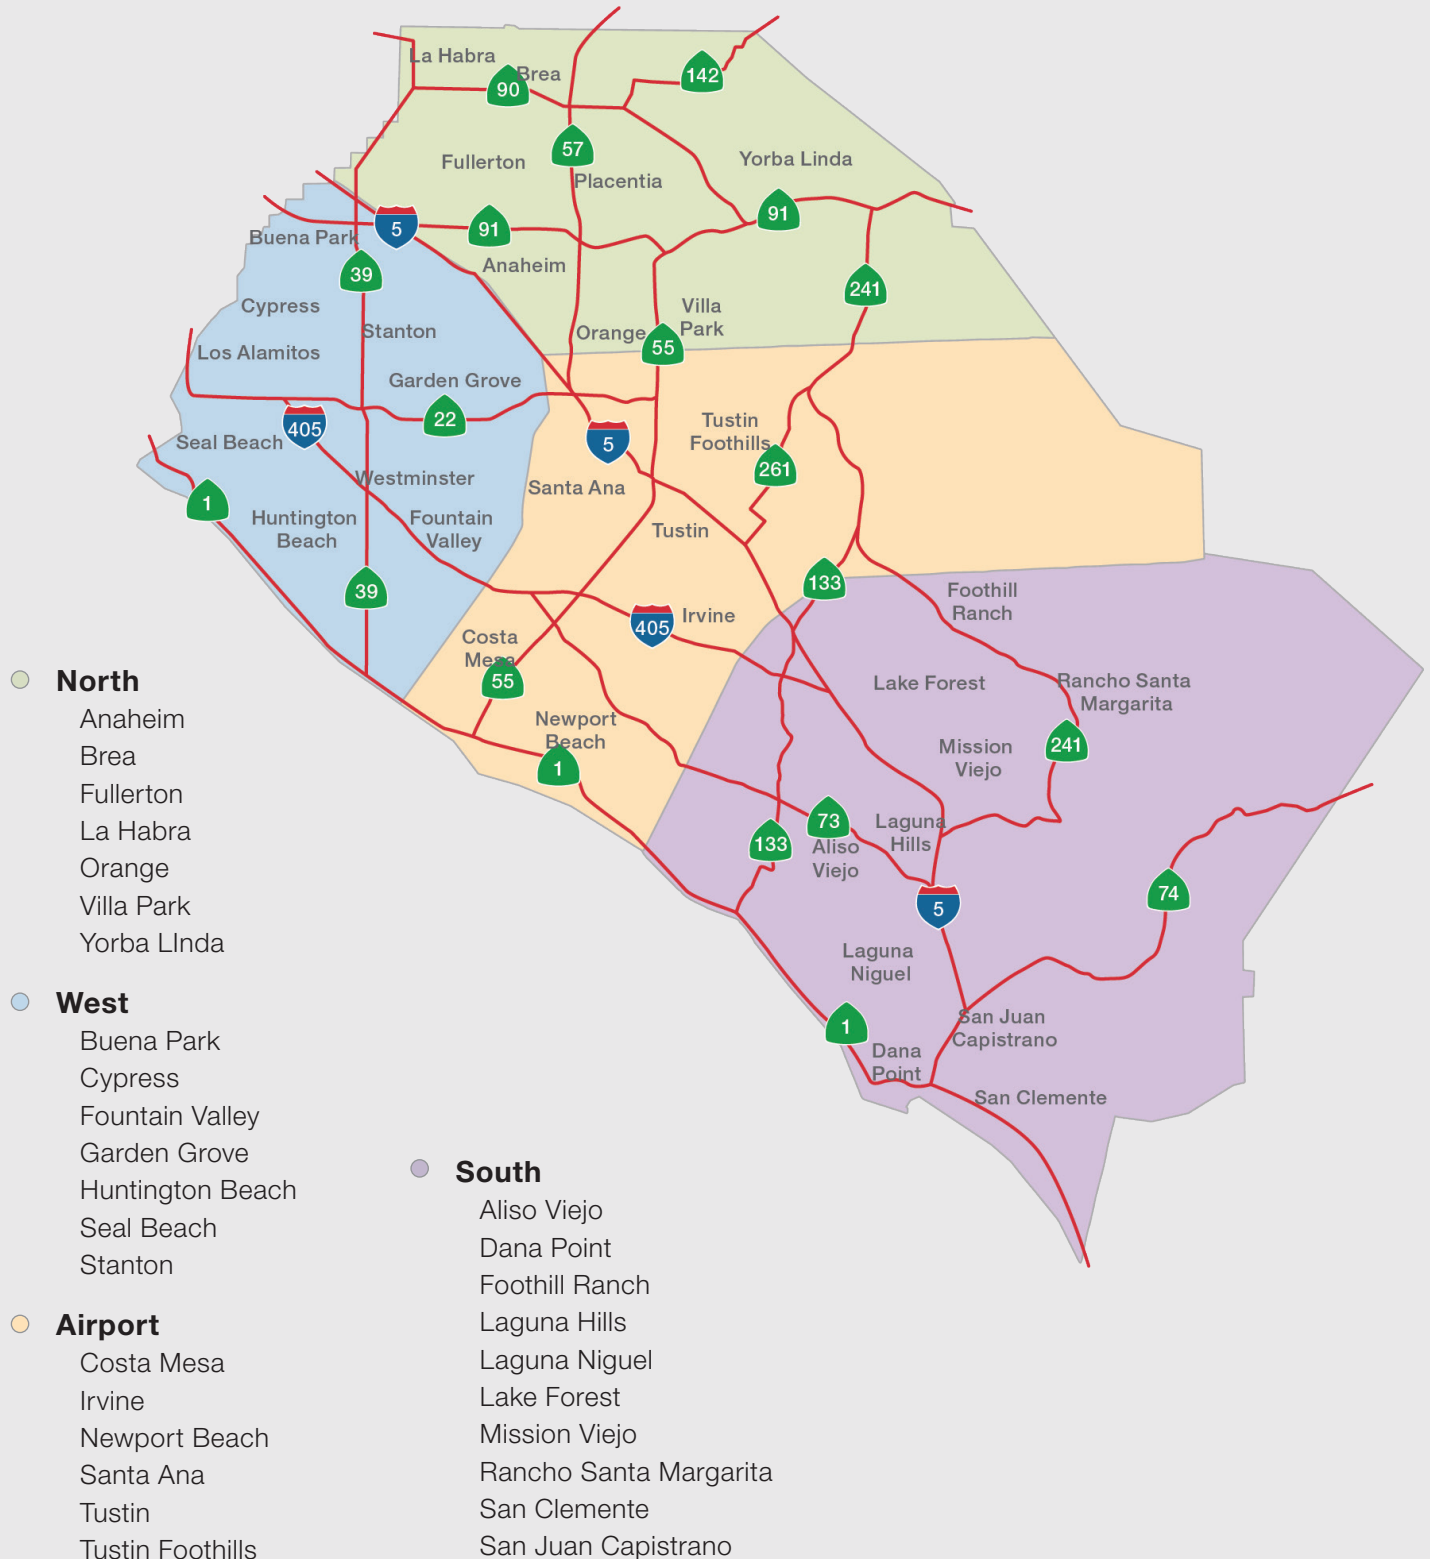 La Habra
Brea
90
142
57
Fullerton
Placentia
Yorba Linda
91
5
91
Buena Park
39
Anaheim
241
Cypress
Stanton
Villa
Park
Orange
55
Los Alamitos
Garden Grove
22
405
Seal Beach
5
Tustin
Foothills
261
Westminster
Santa Ana
1
Huntington
Beach
Fountain
Valley
Tustin
39
133
Foothill
Ranch
405
Irvine
Costa
Mesa
55
Lake Forest
Rancho Santa
Margarita
Newport
Beach
1
Mission
Viejo
241
73
Laguna
Hills
133
Aliso
Viejo
5
74
Laguna
Niguel
1
San Juan
Capistrano
Dana
Point
San Clemente
North
Anaheim
Brea
Fullerton
La Habra
Orange
Villa Park
Yorba LInda
West
Buena Park
Cypress
Fountain Valley
Garden Grove
Huntington Beach
Seal Beach
Stanton
Airport
Costa Mesa
Irvine
Newport Beach
Santa Ana
Tustin
Tustin Foothills
South
Aliso Viejo
Dana Point
Foothill Ranch
Laguna Hills
Laguna Niguel
Lake Forest
Mission Viejo
Rancho Santa Margarita
San Clemente
San Juan Capistrano